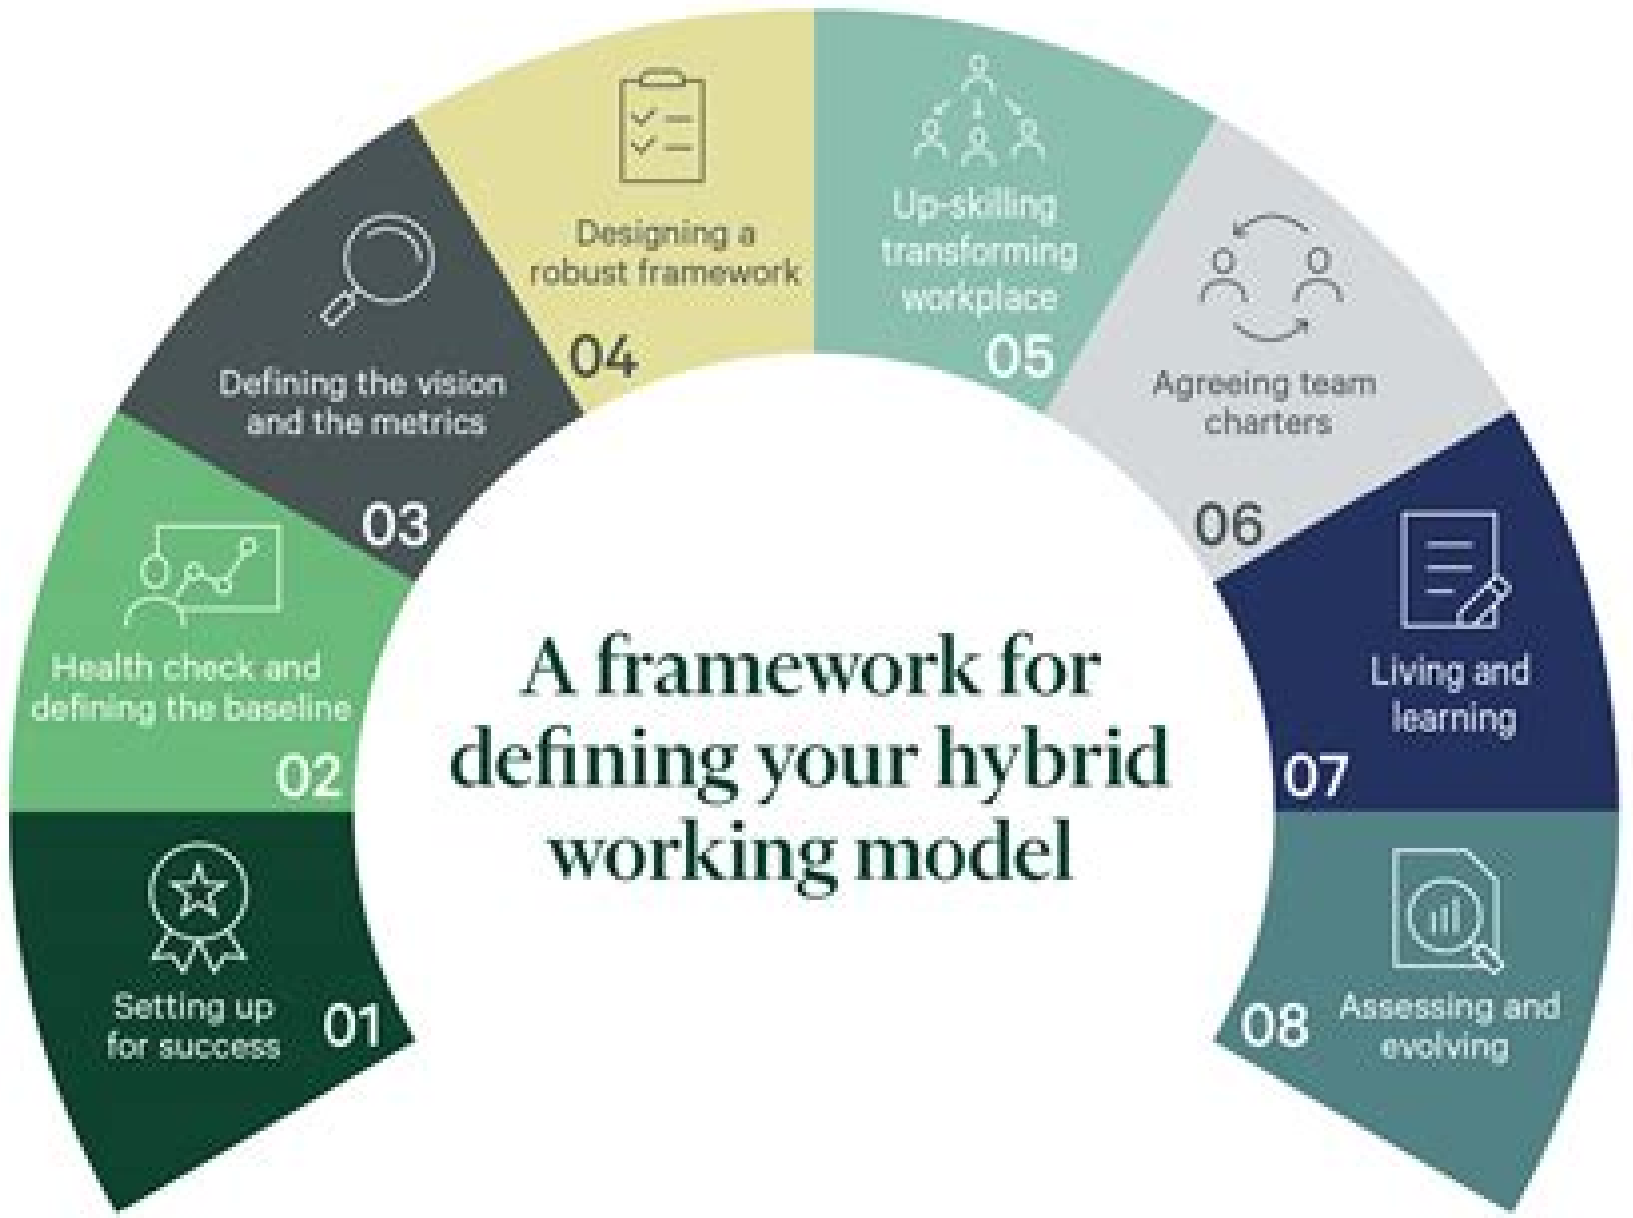 Setting up
for success
01
Health check and
defining the baseline
02
Defining the vision
and the metrics
03
Designing a
robust framework
04
Up-skilling
transforming
workplace
05
Agreeing team
charters
06
Living and
learning
07
Assessing and
evolving
08
A framework for
defining your hybrid
working model